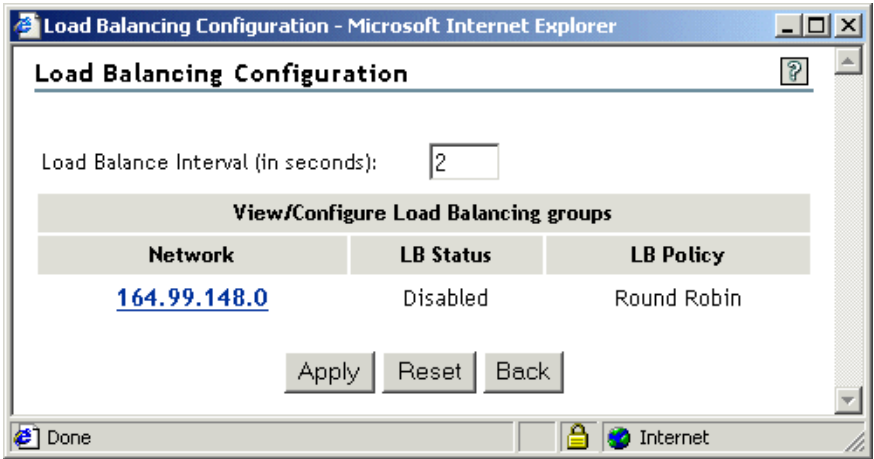 Load Balancing Configuration - Microsoft Internet Explorer
Load Balancing Configuration
?
Load Balance Interval (in seconds): 2
View/Configure Load Balancing groups
Network LB Status LB Policy
164.99.148.0 Disabled Round Robin
Apply Reset Back
Done Internet